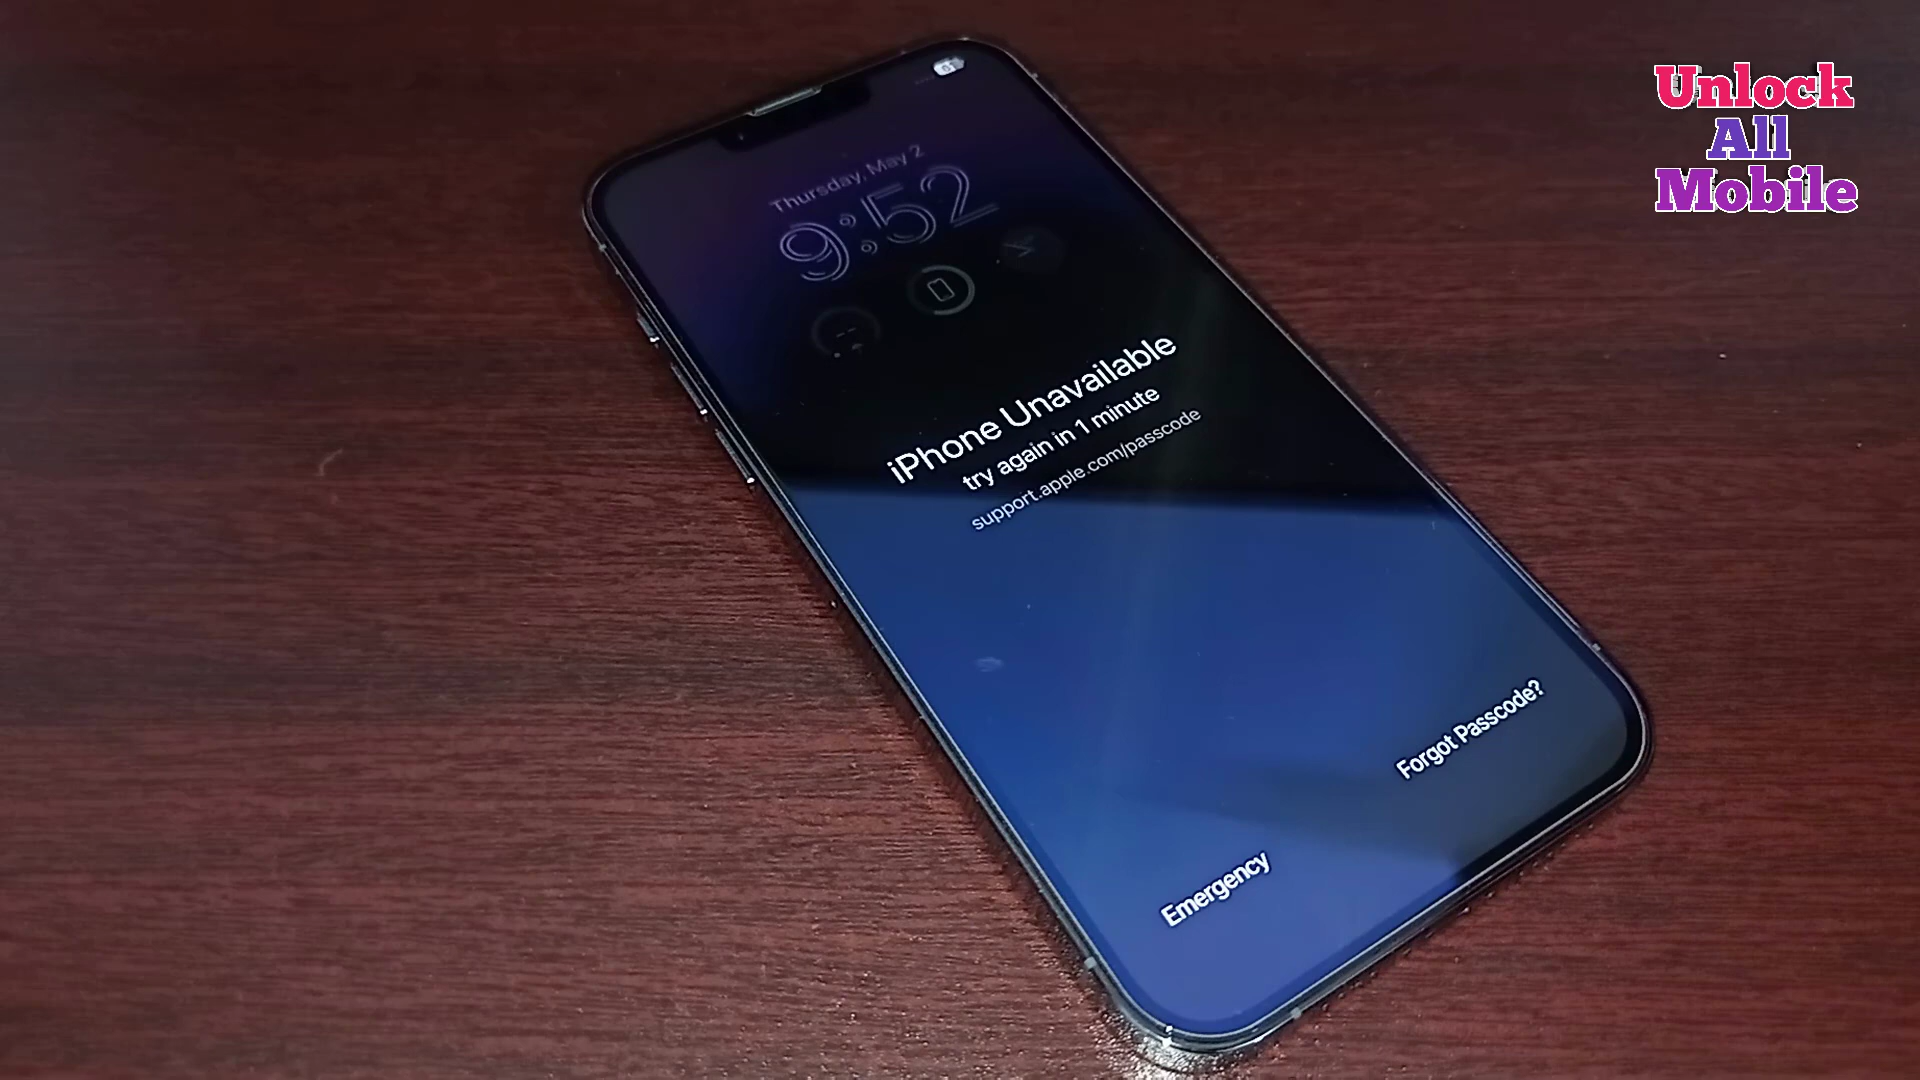 Unlock
All
Mobile
Thursday, May 2
9:52
iPhone Unavailable
try again in 1 minute
support.apple.com/passcode
Forgot Passcode?
Emergency